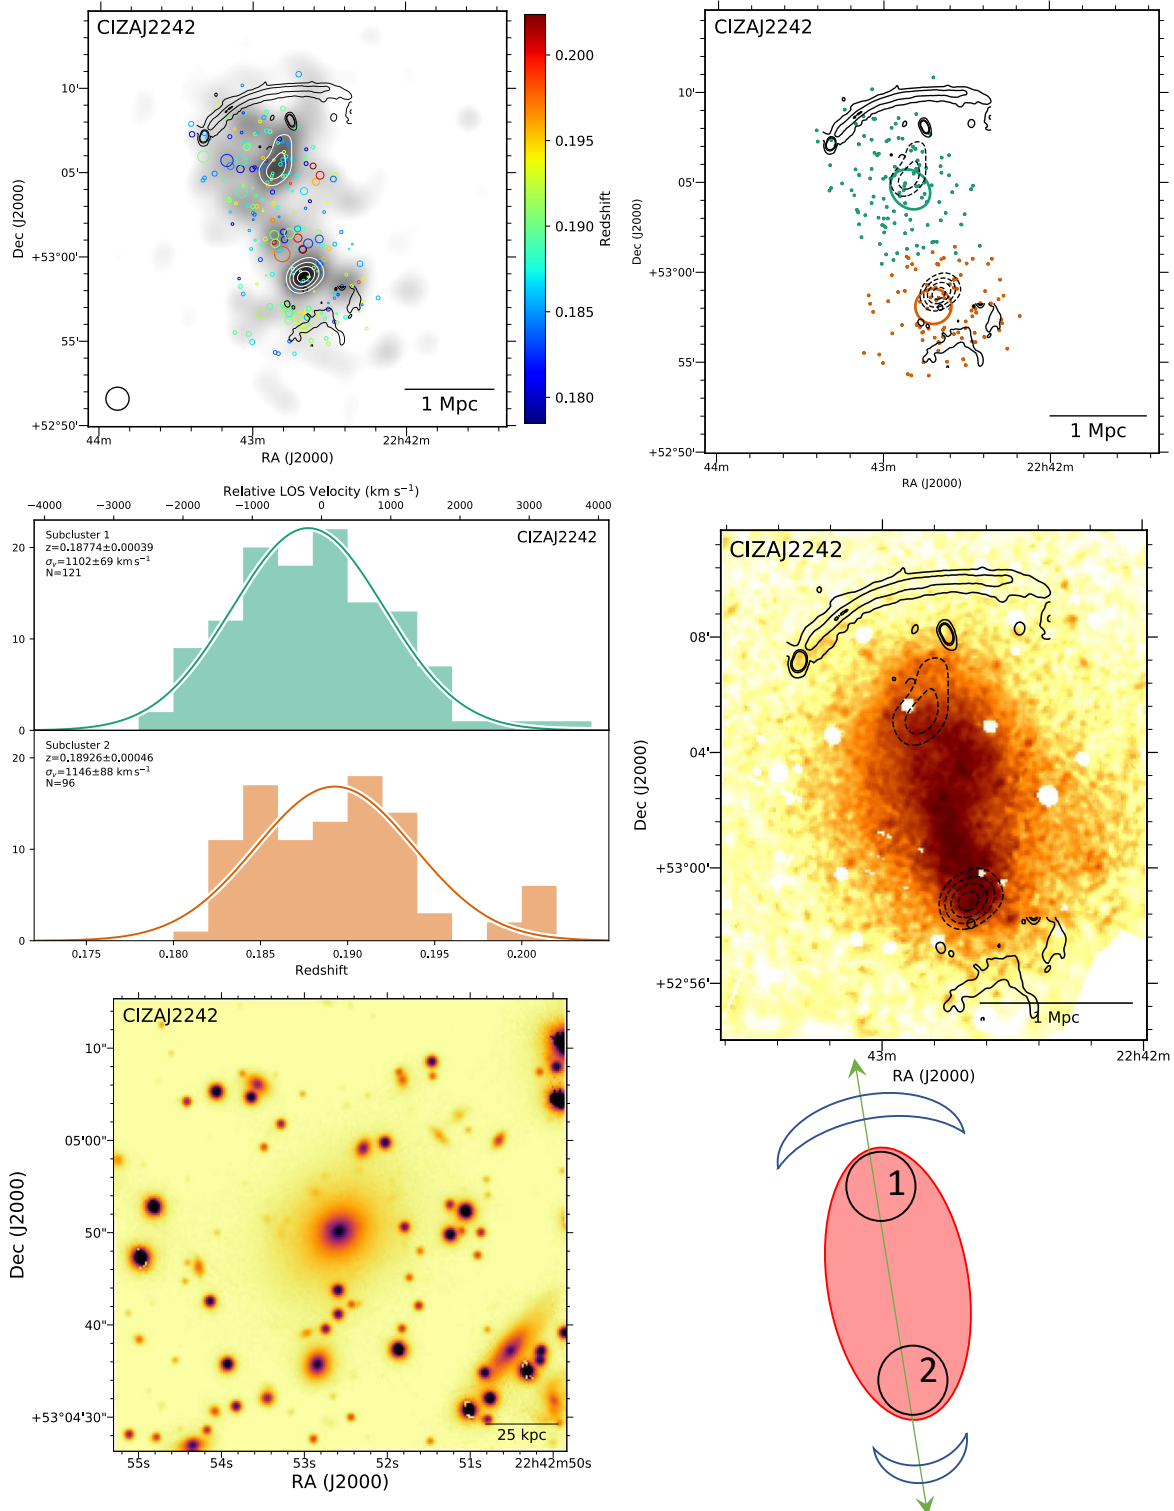 CIZAJ2242
10'
05'
+53°00'
55'
+52°50'
Dec (J2000)
44m
43m
22h42m
RA (J2000)
1 Mpc
0.200
0.195
0.190
0.185
0.180
Redshift
CIZAJ2242
10'
05'
+53°00'
55'
+52°50'
Dec (J2000)
44m
43m
22h42m
RA (J2000)
1 Mpc
Relative LOS Velocity (km s⁻¹)
−4000 −3000 −2000 −1000 0 1000 2000 3000 4000
Subcluster 1
z=0.18774±0.00039
σᵥ=1102±69 km s⁻¹
N=121
CIZAJ2242
20
10
0
Subcluster 2
z=0.18926±0.00046
σᵥ=1146±88 km s⁻¹
N=96
20
10
0
0.175 0.180 0.185 0.190 0.195 0.200
Redshift
CIZAJ2242
08'
04'
+53°00'
52°56'
Dec (J2000)
1 Mpc
43m
22h42m
RA (J2000)
CIZAJ2242
10"
05'00"
50"
40"
+53°04'30"
Dec (J2000)
25 kpc
55s 54s 53s 52s 51s 22h42m50s
RA (J2000)
1
2